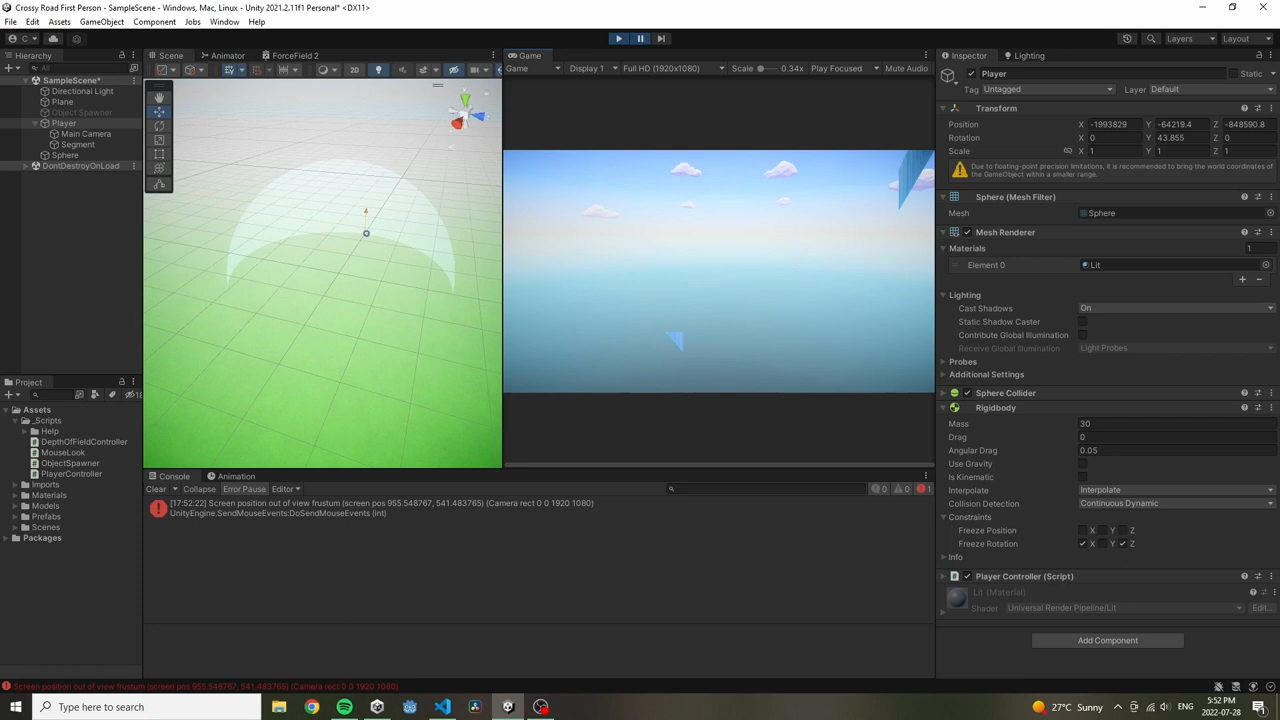 Crossy Road First Person - SampleScene - Windows, Mac, Linux - Unity 2021.2.11f1 Personal* <DX11>
File Edit Assets GameObject Component Jobs Window Help
C
Layers
Layout
Hierarchy
All
SampleScene*
Directional Light
Plane
Object Spawner
Player
Main Camera
Segment
Sphere
DontDestroyOnLoad
Scene
Animator
ForceField 2
2D
Game
Game
Display 1
Full HD (1920x1080)
Scale
0.34x
Play Focused
Mute Audio
Inspector
Lighting
Player
Static
Tag Untagged
Layer Default
Transform
Position X -1993829 Y -64219.4 Z -848590.8
Rotation X 0 Y 43.855 Z 0
Scale X 1 Y 1 Z 1
Due to floating-point precision limitations, it is recommended to bring the world coordinates of
the GameObject within a smaller range.
Sphere (Mesh Filter)
Mesh Sphere
Mesh Renderer
Materials 1
Element 0 Lit
Lighting
Cast Shadows On
Static Shadow Caster
Contribute Global Illumination
Receive Global Illumination Light Probes
Probes
Additional Settings
Sphere Collider
Rigidbody
Mass 30
Drag 0
Angular Drag 0.05
Use Gravity
Is Kinematic
Interpolate Interpolate
Collision Detection Continuous Dynamic
Constraints
Freeze Position X Y Z
Freeze Rotation X Y Z
Info
Player Controller (Script)
Lit (Material)
Shader Universal Render Pipeline/Lit Edit...
Add Component
Project
18
Assets
_Scripts
Help
DepthOfFieldController
MouseLook
ObjectSpawner
PlayerController
Imports
Materials
Models
Prefabs
Scenes
Packages
Console
Animation
Clear Collapse Error Pause Editor 0 0 1
[17:52:22] Screen position out of view frustum (screen pos 955.548767, 541.483765) (Camera rect 0 0 1920 1080)
UnityEngine.SendMouseEvents:DoSendMouseEvents (int)
Screen position out of view frustum (screen pos 955.548767, 541.483765) (Camera rect 0 0 1920 1080)
Type here to search
27°C Sunny
ENG
5:52 PM
2022-07-28